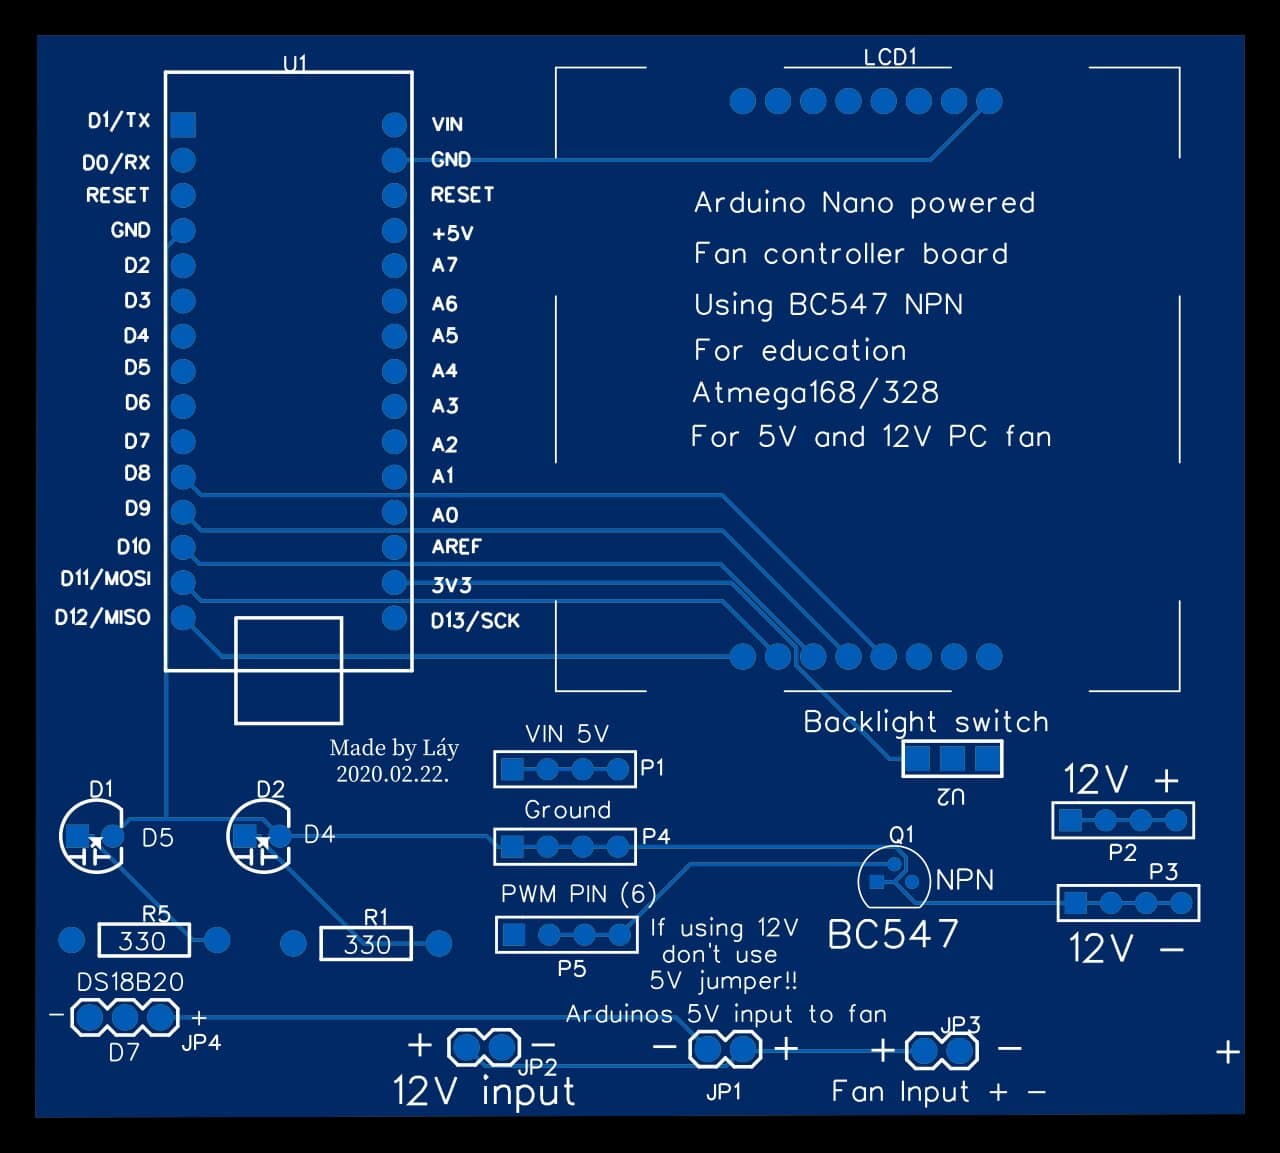 U1
LCD1
D1/TX
D0/RX
RESET
GND
D2
D3
D4
D5
D6
D7
D8
D9
D10
D11/MOSI
D12/MISO
VIN
GND
RESET
+5V
A7
A6
A5
A4
A3
A2
A1
A0
AREF
3V3
D13/SCK
Arduino Nano powered
Fan controller board
Using BC547 NPN
For education
Atmega168/328
For 5V and 12V PC fan
Backlight switch
U2
Made by Láy
2020.02.22.
VIN 5V
P1
Ground
P4
PWM PIN (6)
P5
If using 12V
don't use
5V jumper!!
D1
D5
D2
D4
R5
330
R1
330
Q1
NPN
BC547
12V +
P2
P3
12V -
DS18B20
- +
JP4
D7
Arduinos 5V input to fan
+ -
JP2
12V input
- +
JP1
JP3
+ -
Fan Input + -
+